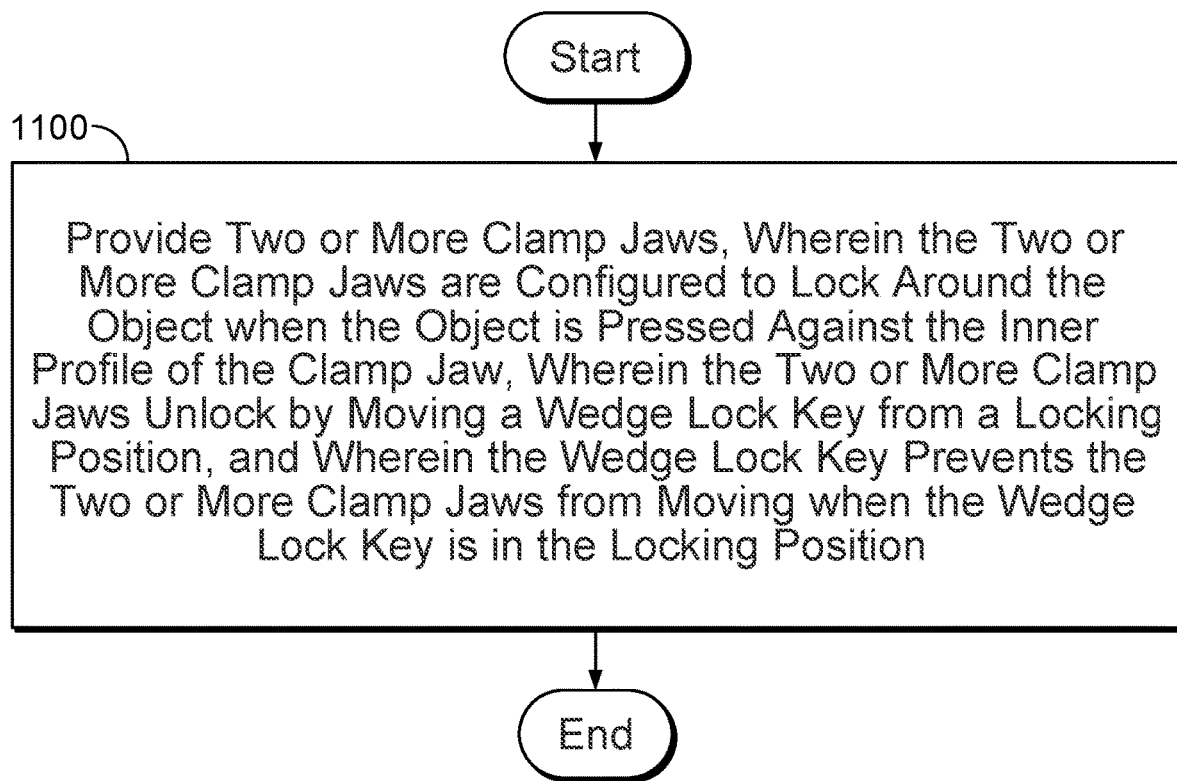 Start
1100
Provide Two or More Clamp Jaws, Wherein the Two or
More Clamp Jaws are Configured to Lock Around the
Object when the Object is Pressed Against the Inner
Profile of the Clamp Jaw, Wherein the Two or More Clamp
Jaws Unlock by Moving a Wedge Lock Key from a Locking
Position, and Wherein the Wedge Lock Key Prevents the
Two or More Clamp Jaws from Moving when the Wedge
Lock Key is in the Locking Position
End